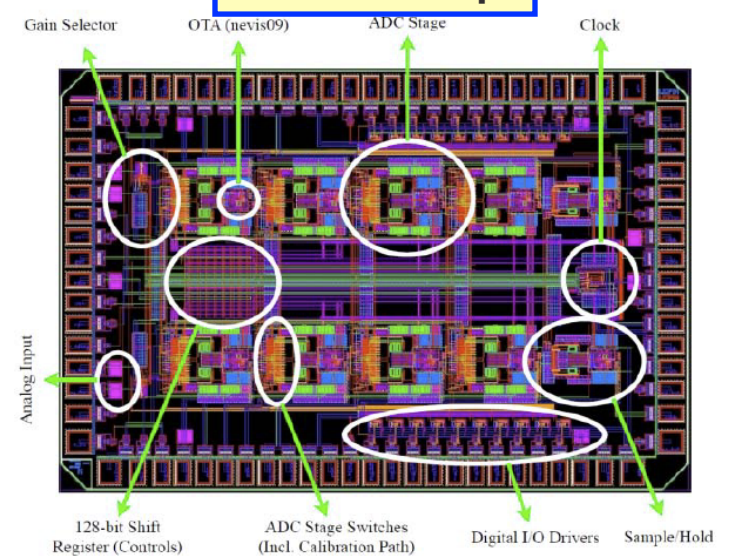 Gain Selector
OTA (nevis09)
ADC Stage
Clock
Analog Input
128-bit Shift
Register (Controls)
ADC Stage Switches
(Incl. Calibration Path)
Digital I/O Drivers
Sample/Hold